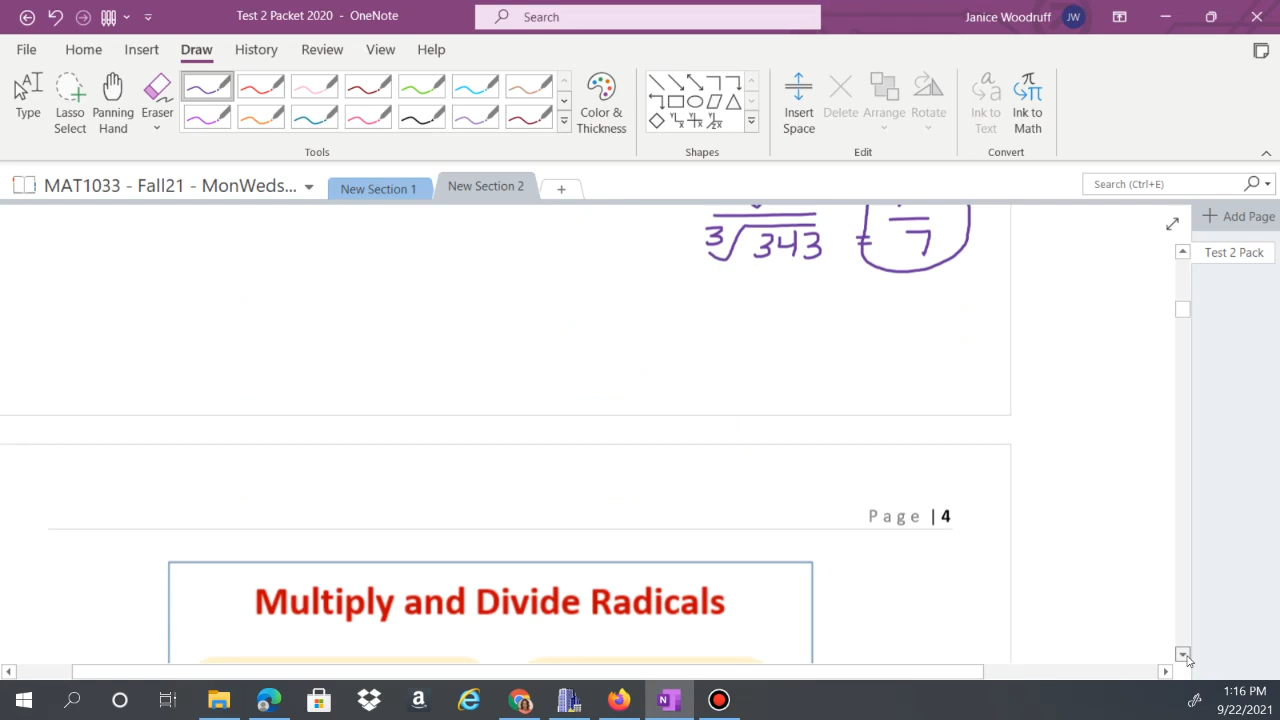 Test 2 Packet 2020 - OneNote
Search
Janice Woodruff
JW
File Home Insert Draw History Review View Help
Type
Lasso Select
Panning Hand
Eraser
Color & Thickness
Insert Space
Delete
Arrange
Rotate
Ink to Text
Ink to Math
Tools
Shapes
Edit
Convert
MAT1033 - Fall21 - MonWeds...
New Section 1
New Section 2
Search (Ctrl+E)
Add Page
Test 2 Pack
3√343 = 7
Page | 4
Multiply and Divide Radicals
1:16 PM
9/22/2021